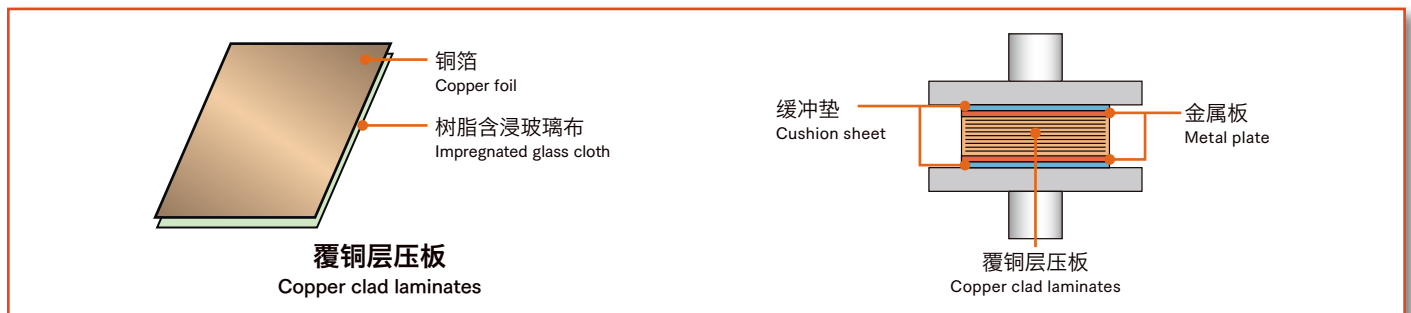 铜箔
Copper foil
树脂含浸玻璃布
Impregnated glass cloth
覆铜层压板
Copper clad laminates
缓冲垫
Cushion sheet
金属板
Metal plate
覆铜层压板
Copper clad laminates